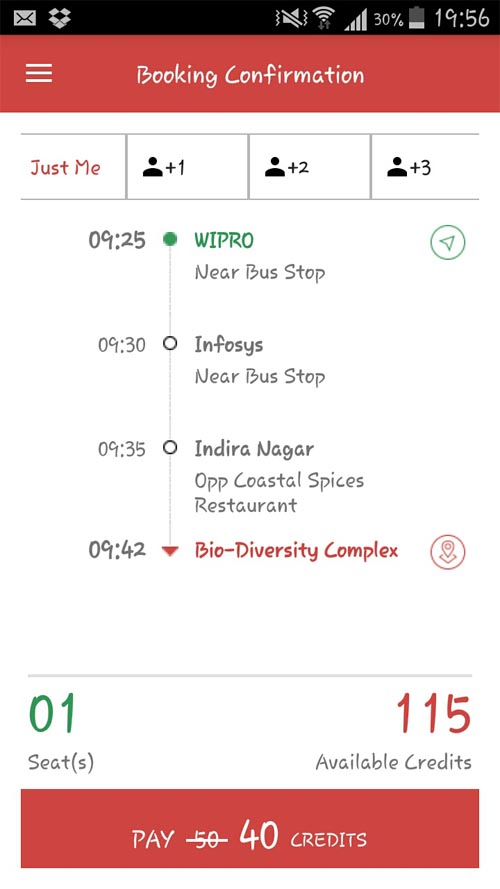 30% 19:56
Booking Confirmation
Just Me +1 +2 +3
09:25 WIPRO
Near Bus Stop
09:30 Infosys
Near Bus Stop
09:35 Indira Nagar
Opp Coastal Spices
Restaurant
09:42 Bio-Diversity Complex
01 115
Seat(s) Available Credits
PAY 50 40 CREDITS